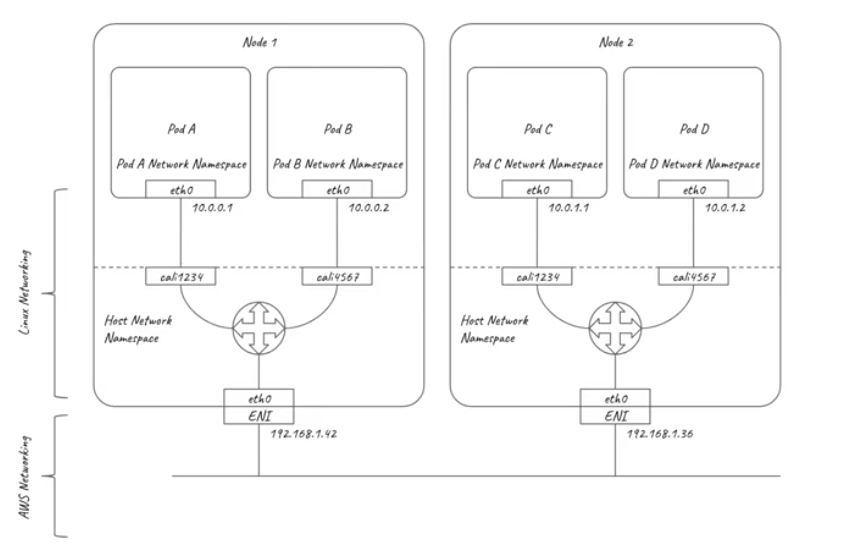 Node 1
Pod A
Pod A Network Namespace
eth0
10.0.0.1
Pod B
Pod B Network Namespace
eth0
10.0.0.2
cali1234
cali4567
Host Network
Namespace
eth0
ENI
192.168.1.42
Node 2
Pod C
Pod C Network Namespace
eth0
10.0.1.1
Pod D
Pod D Network Namespace
eth0
10.0.1.2
cali1234
cali4567
Host Network
Namespace
eth0
ENI
192.168.1.36
Linux Networking
AWS Networking